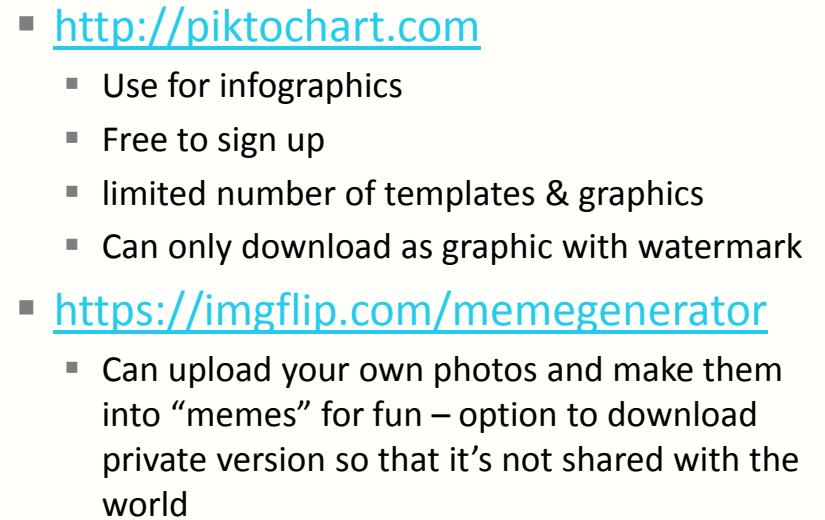 http://piktochart.com
Use for infographics
Free to sign up
limited number of templates & graphics
Can only download as graphic with watermark
https://imgflip.com/memegenerator
Can upload your own photos and make them
into “memes” for fun – option to download
private version so that it’s not shared with the
world